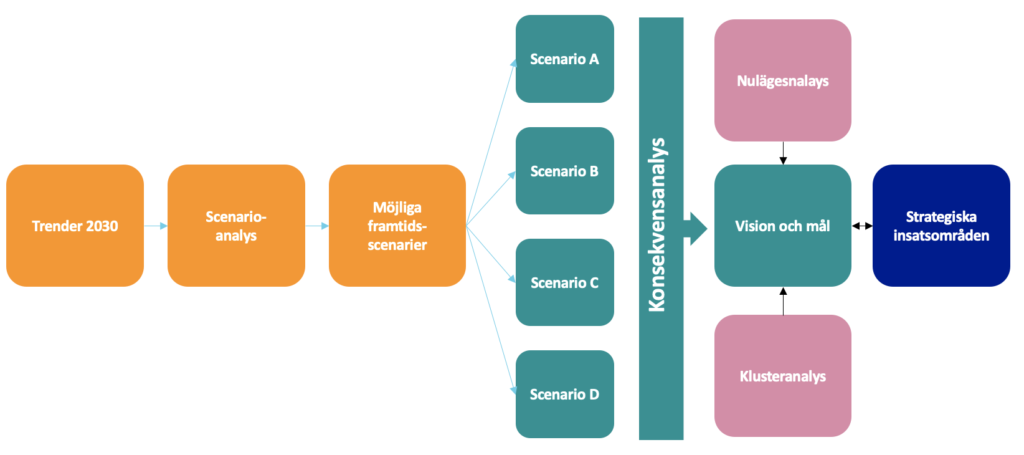 Trender 2030
Scenario-
analys
Möjliga
framtids-
scenarier
Scenario A
Scenario B
Scenario C
Scenario D
Konsekvensanalys
Nulägesnalays
Vision och mål
Klusteranalys
Strategiska
insatsområden